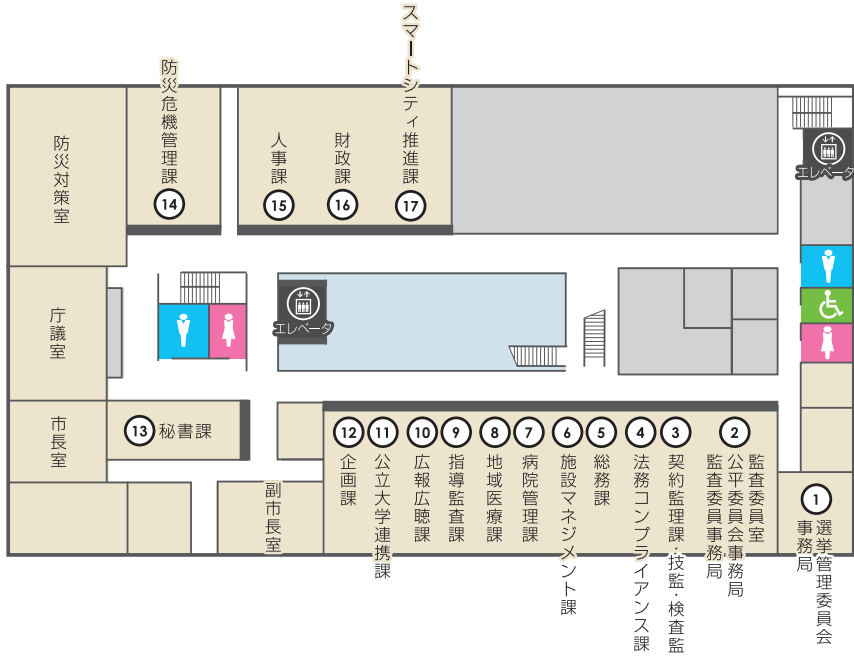 スマートシティ推進課
17
防災危機管理課
14
人事課
15
財政課
16
防災対策室
エレベータ
庁議室
エレベータ
市長室
13 秘書課
副市長室
12
企画課
11
公立大学連携課
10
広報広聴課
9
指導監査課
8
地域医療課
7
病院管理課
6
施設マネジメント課
5
総務課
4
法務コンプライアンス課
3
契約監理課・技監・検査監
2
監査委員室
公平委員会事務局
監査委員事務局
1
選挙管理委員会
事務局